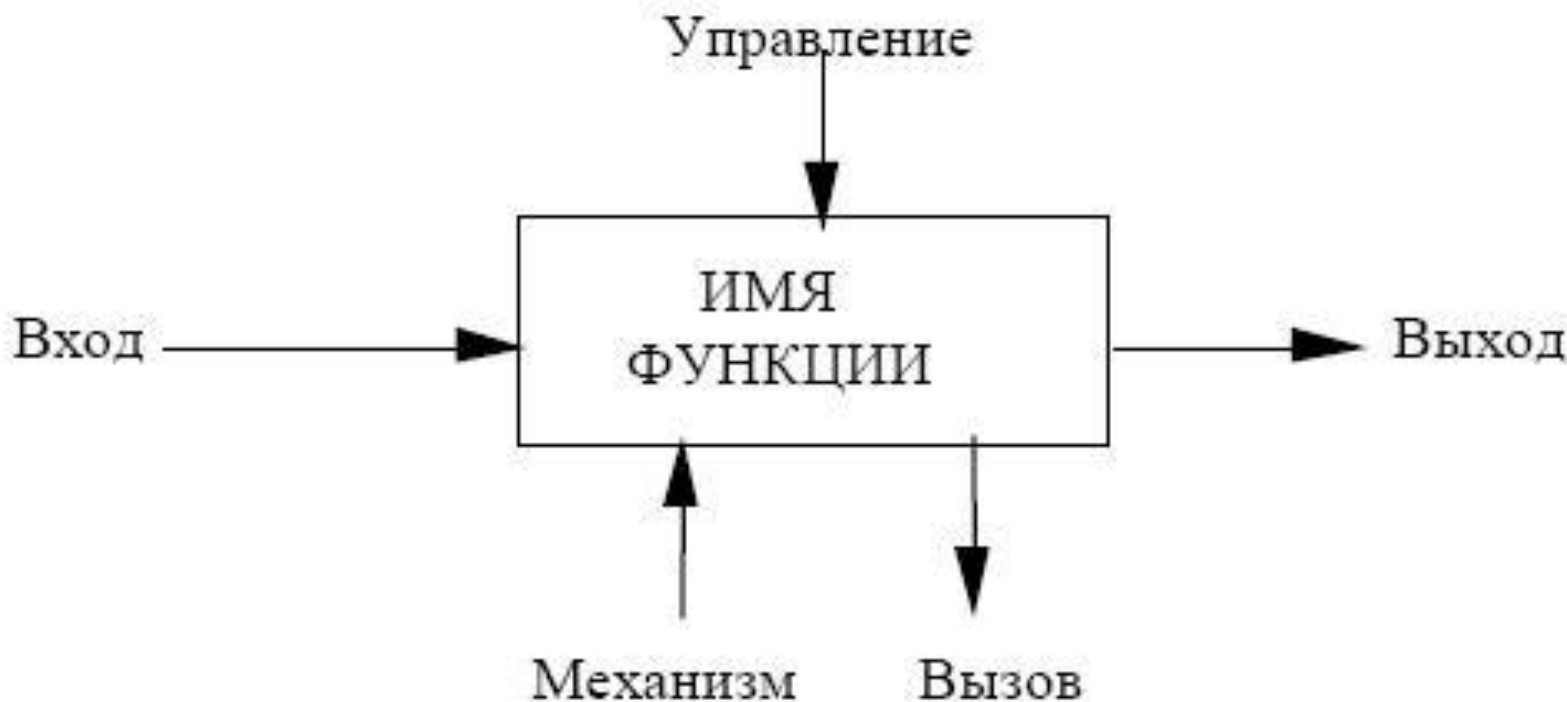 Управление
ИМЯ
ФУНКЦИИ
Вход
Выход
Механизм
Вызов